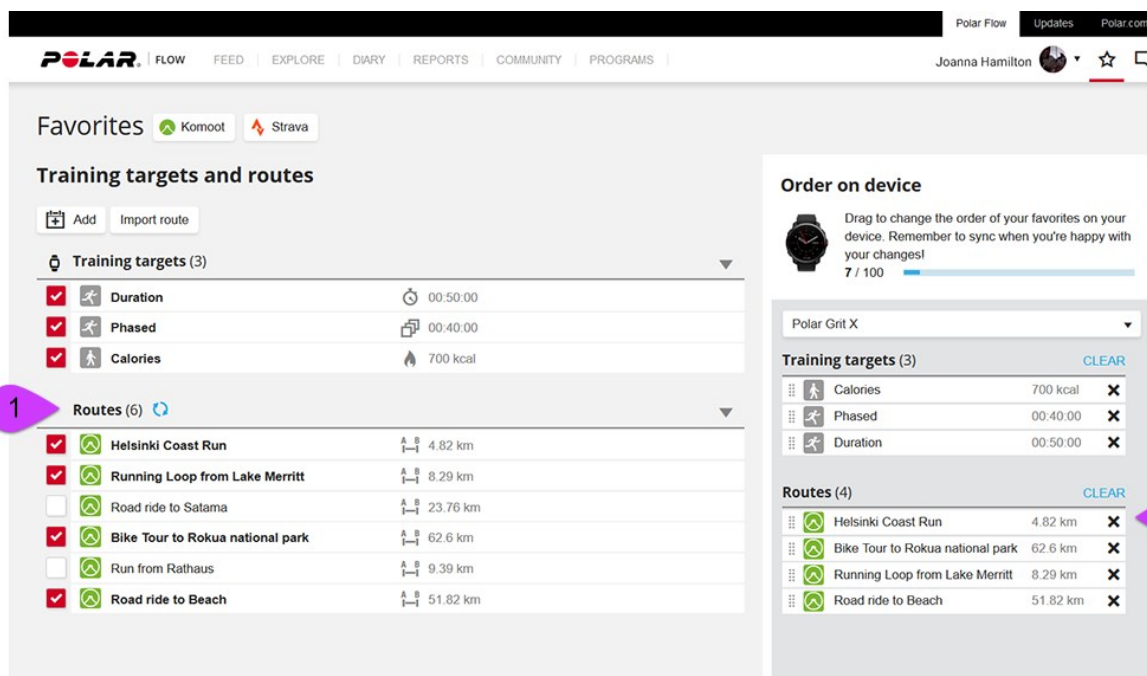 Polar Flow Updates Polar.com
POLAR. FLOW FEED EXPLORE DIARY REPORTS COMMUNITY PROGRAMS Joanna Hamilton
Favorites Komoot Strava
Training targets and routes
Add Import route
Training targets (3)
Duration 00:50:00
Phased 00:40:00
Calories 700 kcal
1
Routes (6)
Helsinki Coast Run A B 4.82 km
Running Loop from Lake Merritt A B 8.29 km
Road ride to Satama A B 23.76 km
Bike Tour to Rokua national park A B 62.6 km
Run from Rathaus A B 9.39 km
Road ride to Beach A B 51.82 km
Order on device
Drag to change the order of your favorites on your
device. Remember to sync when you're happy with
your changes!
7 / 100
Polar Grit X
Training targets (3) CLEAR
Calories 700 kcal
Phased 00:40:00
Duration 00:50:00
Routes (4) CLEAR
Helsinki Coast Run 4.82 km
Bike Tour to Rokua national park 62.6 km
Running Loop from Lake Merritt 8.29 km
Road ride to Beach 51.82 km